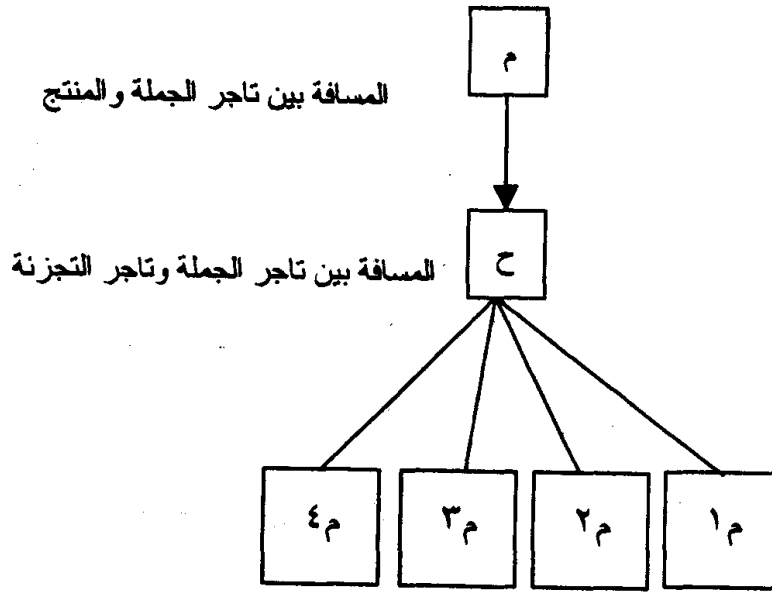 م
المسافة بين تاجر الجملة والمنتج
ح
المسافة بين تاجر الجملة وتاجر التجزئة
م١ م٢ م٣ م٤